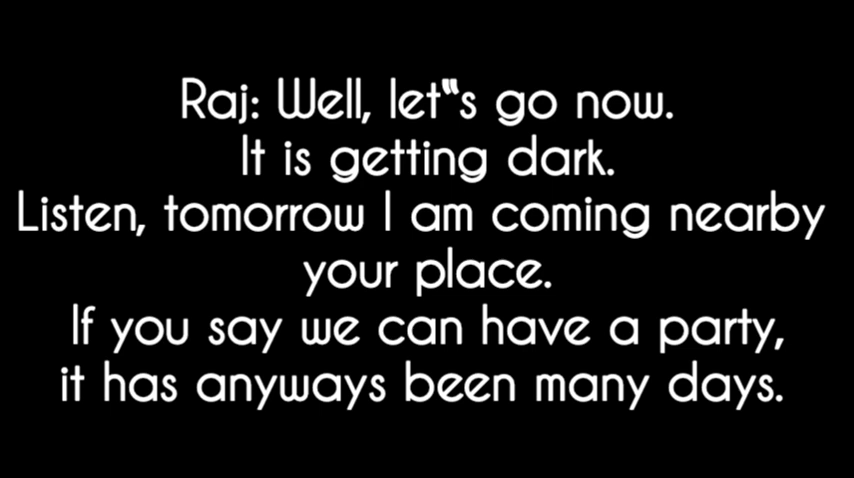 Raj: Well, let"s go now.
It is getting dark.
Listen, tomorrow I am coming nearby
your place.
If you say we can have a party,
it has anyways been many days.